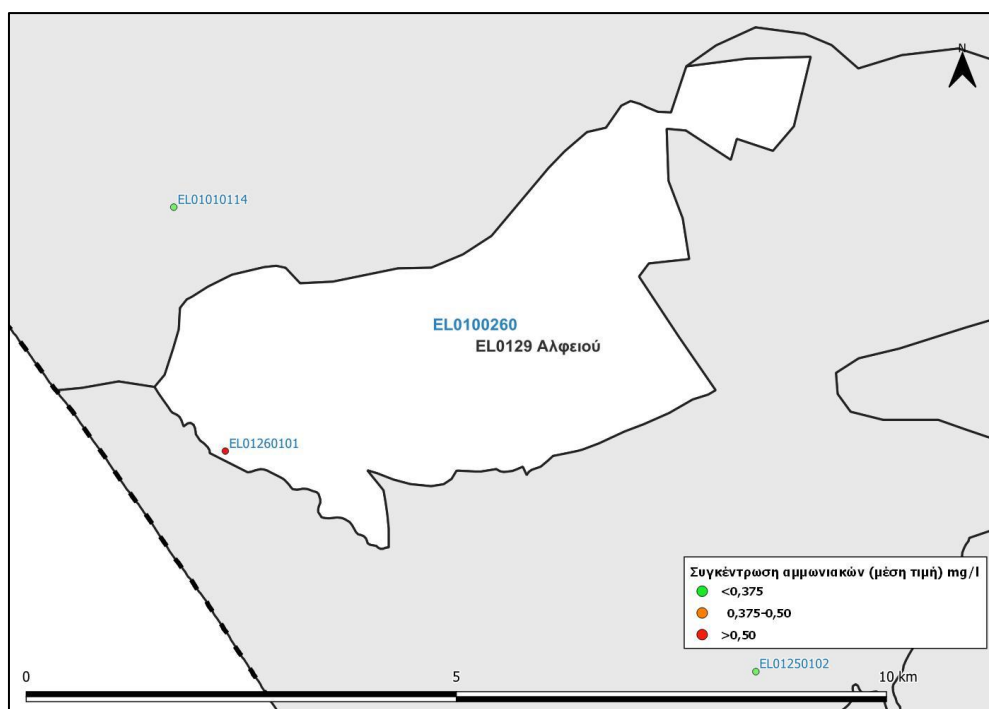 N
EL01010114
EL0100260
EL0129 Αλφειού
EL01260101
Συγκέντρωση αμμωνιακών (μέση τιμή) mg/l
<0,375
0,375-0,50
>0,50
EL01250102
0
5
10 km